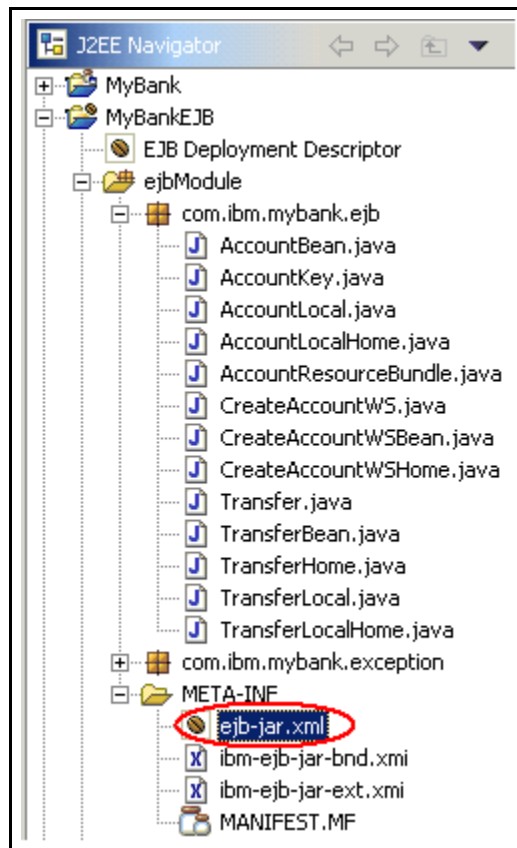 J2EE Navigator
MyBank
MyBankEJB
EJB Deployment Descriptor
ejbModule
com.ibm.mybank.ejb
AccountBean.java
AccountKey.java
AccountLocal.java
AccountLocalHome.java
AccountResourceBundle.java
CreateAccountWS.java
CreateAccountWSBean.java
CreateAccountWSHome.java
Transfer.java
TransferBean.java
TransferHome.java
TransferLocal.java
TransferLocalHome.java
com.ibm.mybank.exception
META-INF
ejb-jar.xml
ibm-ejb-jar-bnd.xmi
ibm-ejb-jar-ext.xmi
MANIFEST.MF